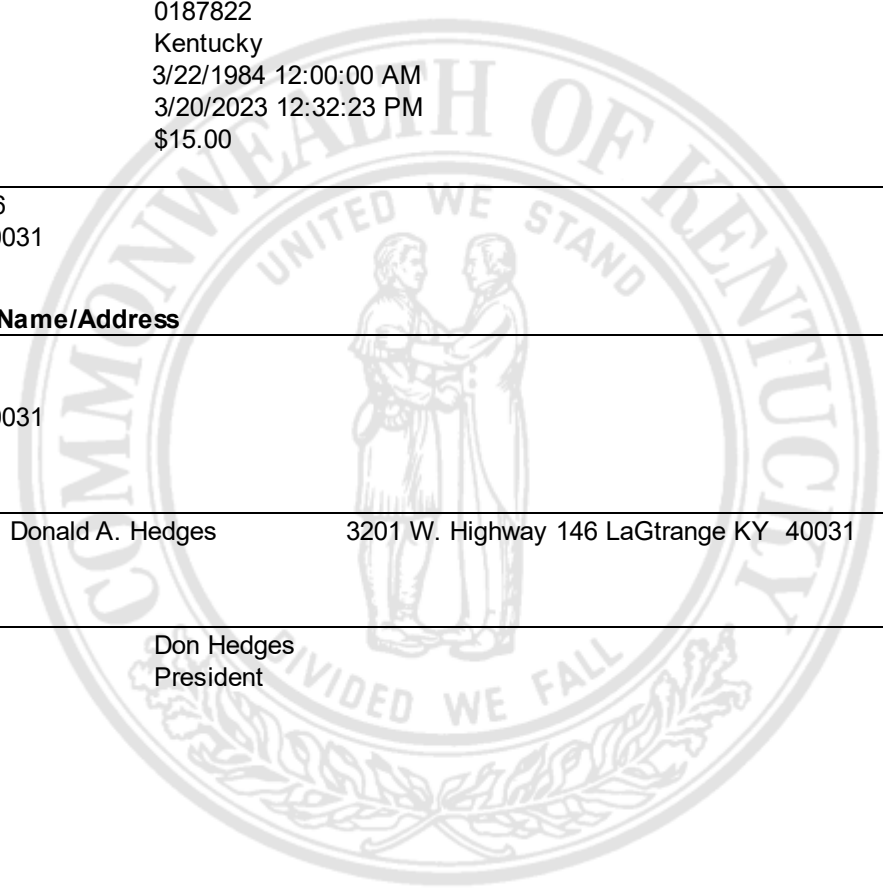 0187822
Kentucky
3/22/1984 12:00:00 AM
3/20/2023 12:32:23 PM
$15.00
6
0031
Name/Address
0031
Donald A. Hedges 3201 W. Highway 146 LaGtrange KY 40031
Don Hedges
President
COMMONWEALTH OF KENTUCKY
UNITED WE STAND
DIVIDED WE FALL